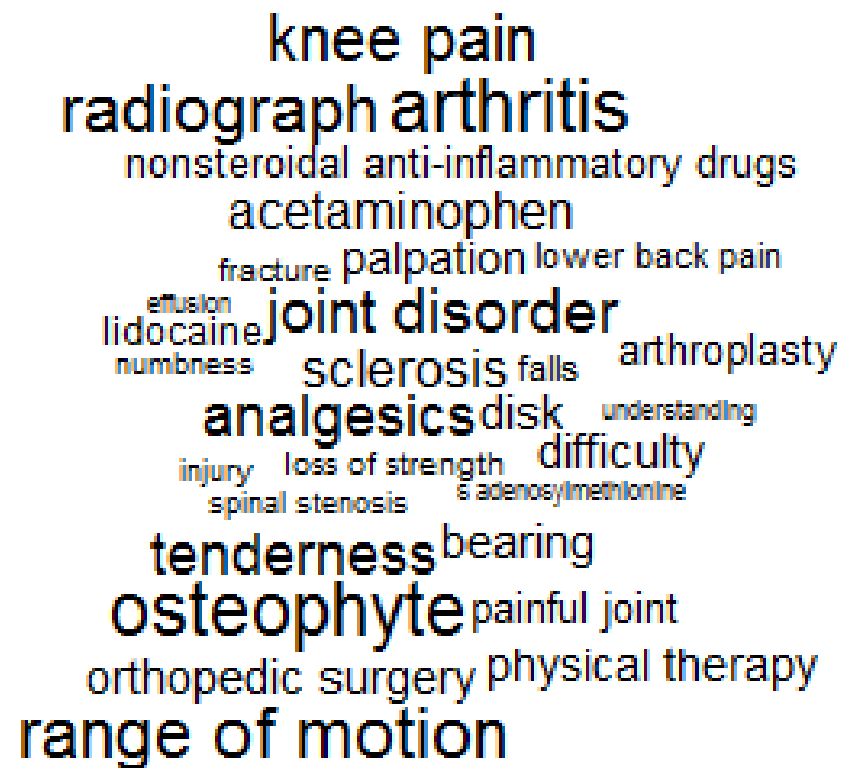 knee pain
radiograph arthritis
nonsteroidal anti-inflammatory drugs
acetaminophen
fracture palpation lower back pain
effusion
lidocaine joint disorder
numbness sclerosis falls arthroplasty
analgesics disk understanding
injury loss of strength difficulty
spinal stenosis s adenosylmethionine
tenderness bearing
osteophyte painful joint
orthopedic surgery physical therapy
range of motion